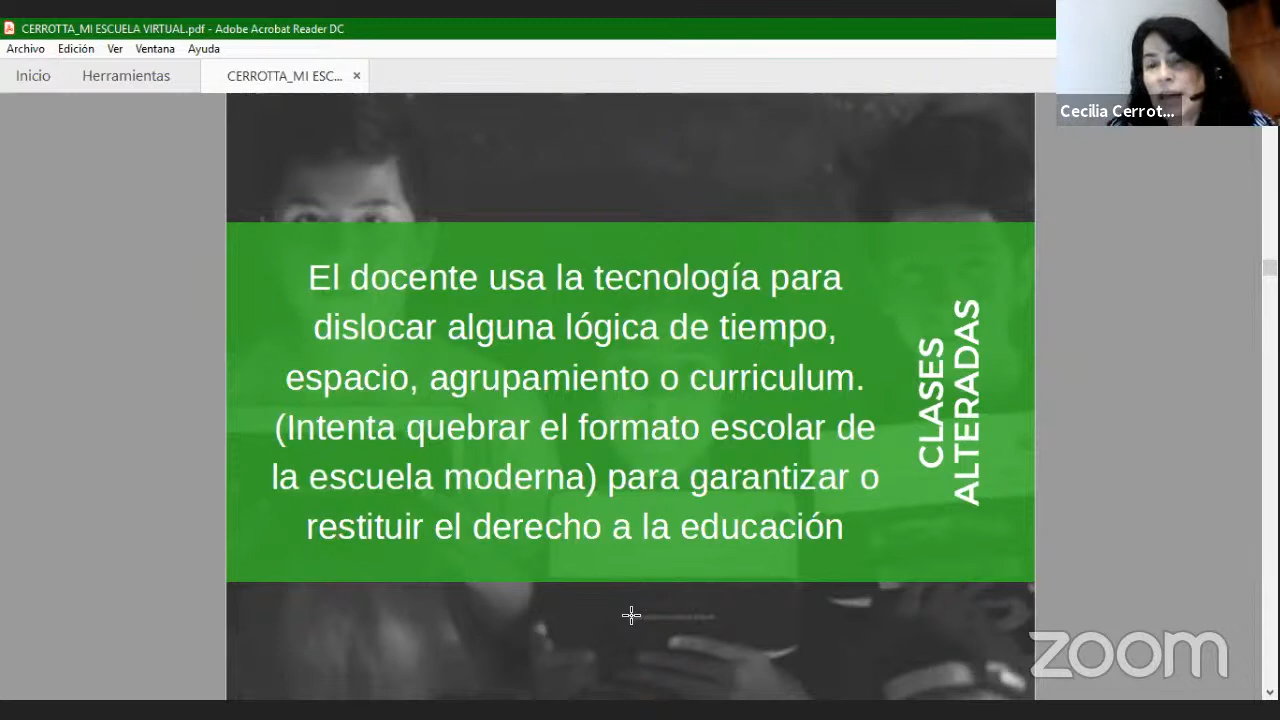 CERROTTA_MI ESCUELA VIRTUAL.pdf - Adobe Acrobat Reader DC
Archivo Edición Ver Ventana Ayuda
Inicio Herramientas CERROTTA_MI ESC... ×
Cecilia Cerrot...
El docente usa la tecnología para
dislocar alguna lógica de tiempo,
espacio, agrupamiento o curriculum.
(Intenta quebrar el formato escolar de
la escuela moderna) para garantizar o
restituir el derecho a la educación
CLASES
ALTERADAS
zoom